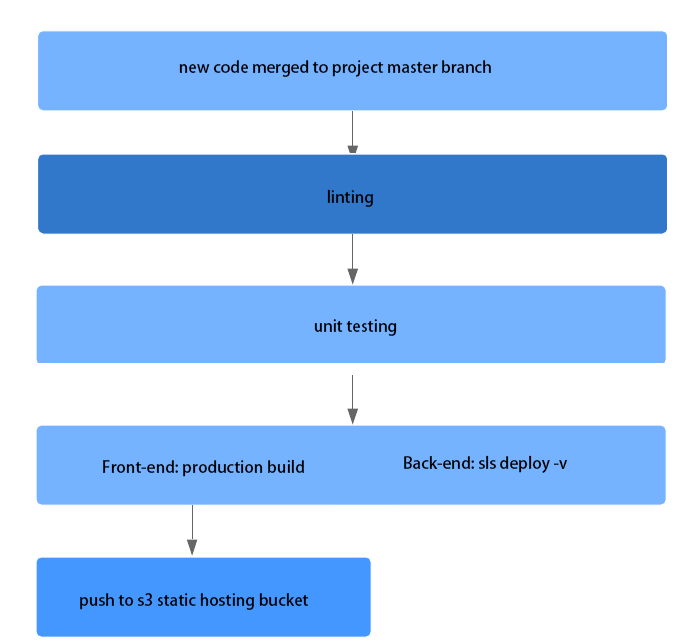 new code merged to project master branch
linting
unit testing
Front-end: production build
Back-end: sls deploy -v
push to s3 static hosting bucket